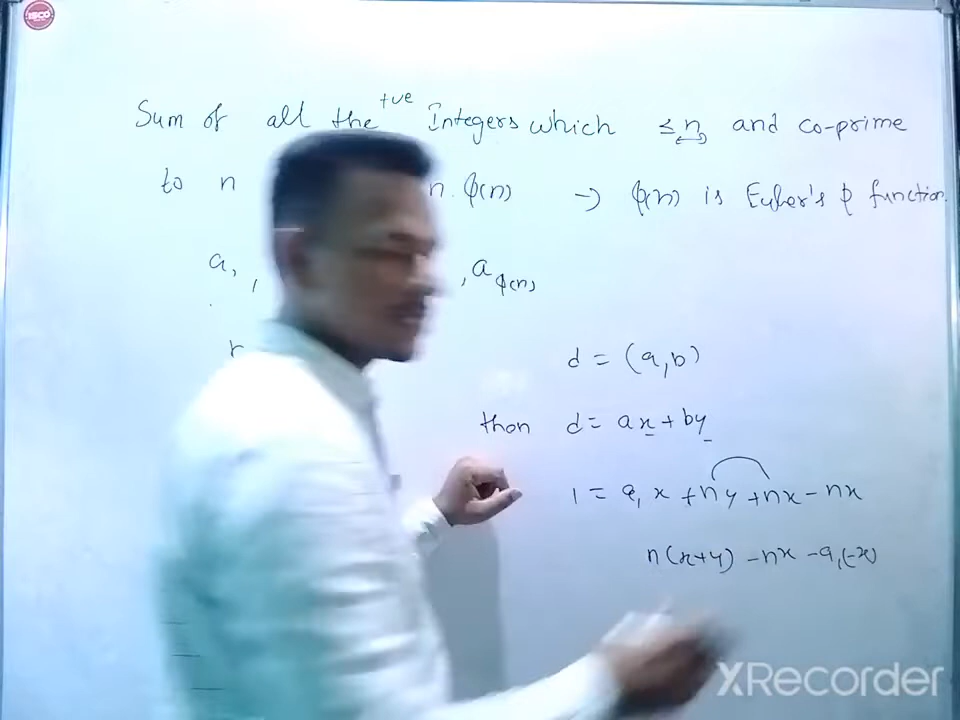 Sum of all the +ve Integers which ≤ n and co-prime
to n n. φ(n) → φ(n) is Euler's φ function.
a₁, , a φ(n)
r
d = (a,b)
then d = ax + by
1 = a₁x + ny + nx - nx
n(x+y) - nx - a₁(-x)
XRecorder